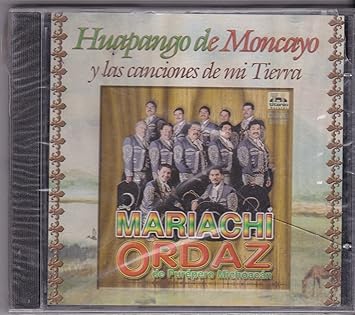 Huapango de Moncayo
y las canciones de mi Tierra
MARIACHI
ORDAZ
de Purépero Michoacán